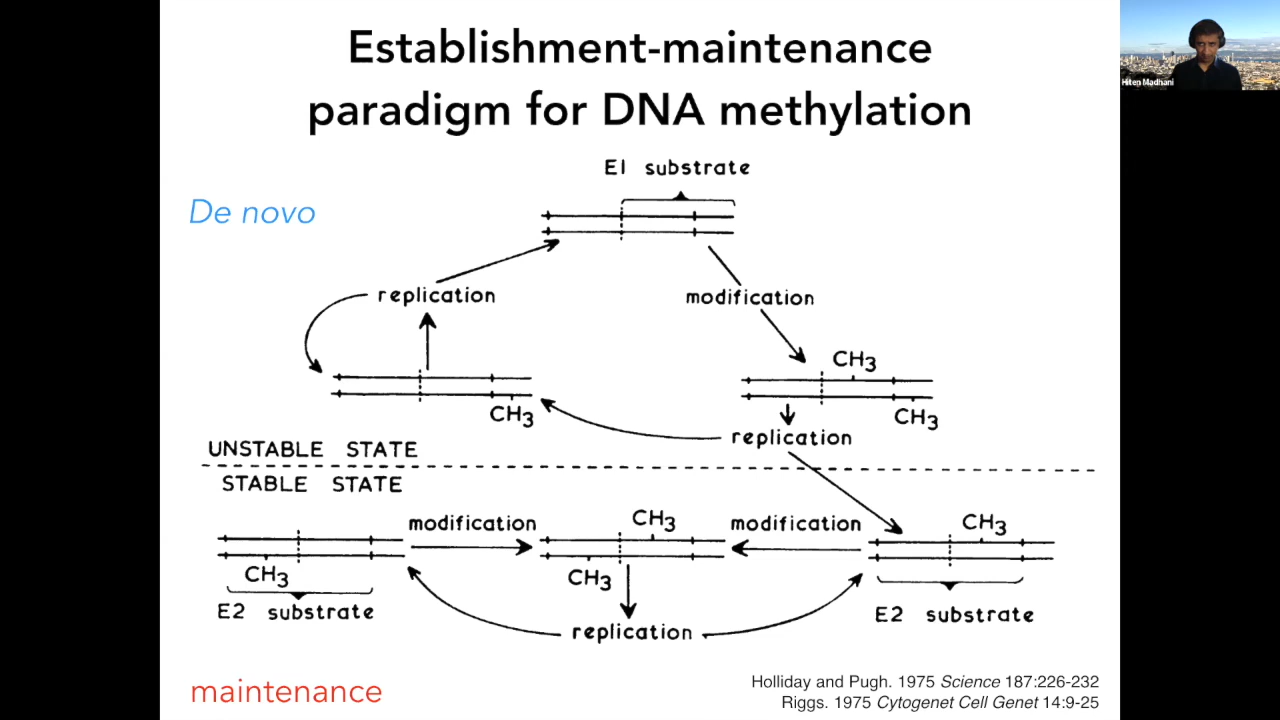 Establishment-maintenance
paradigm for DNA methylation
Hiten Madhani
E1 substrate
De novo
replication
modification
CH3
CH3
CH3
replication
UNSTABLE STATE
STABLE STATE
modification
CH3
modification
CH3
CH3
CH3
E2 substrate
E2 substrate
replication
maintenance
Holliday and Pugh. 1975 Science 187:226-232
Riggs. 1975 Cytogenet Cell Genet 14:9-25